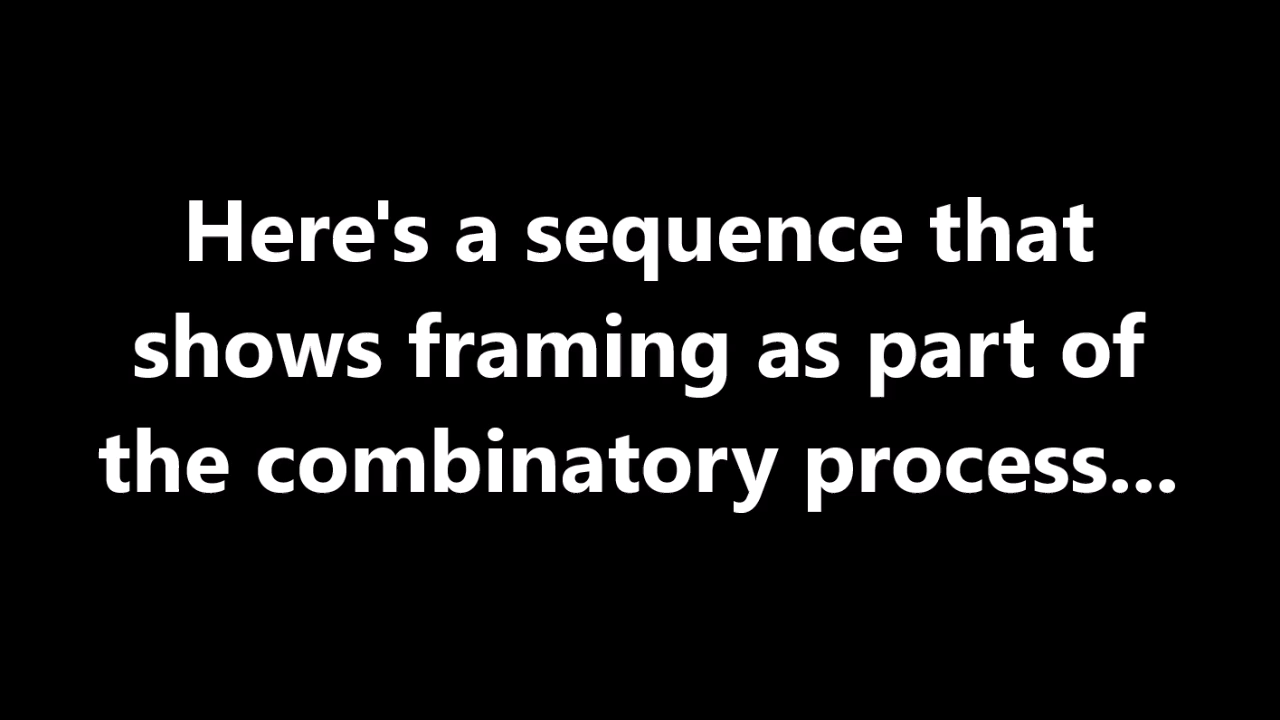 Here's a sequence that
shows framing as part of
the combinatory process...